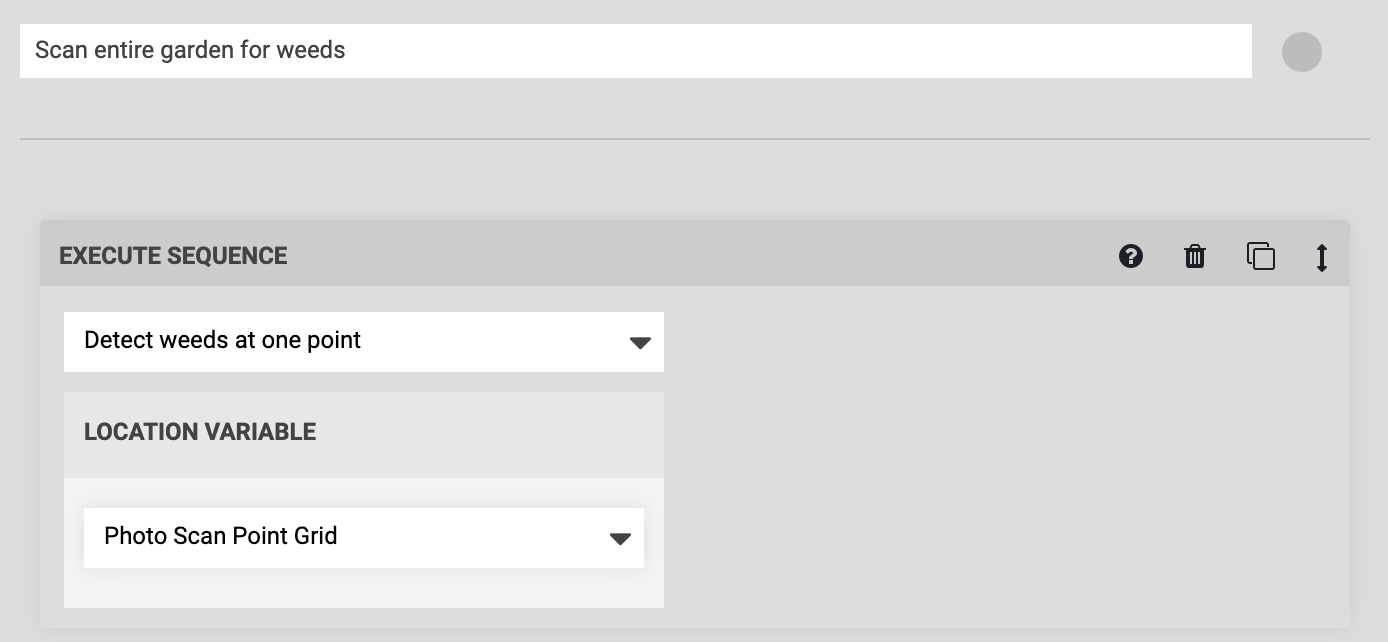 Scan entire garden for weeds
EXECUTE SEQUENCE
Detect weeds at one point
LOCATION VARIABLE
Photo Scan Point Grid